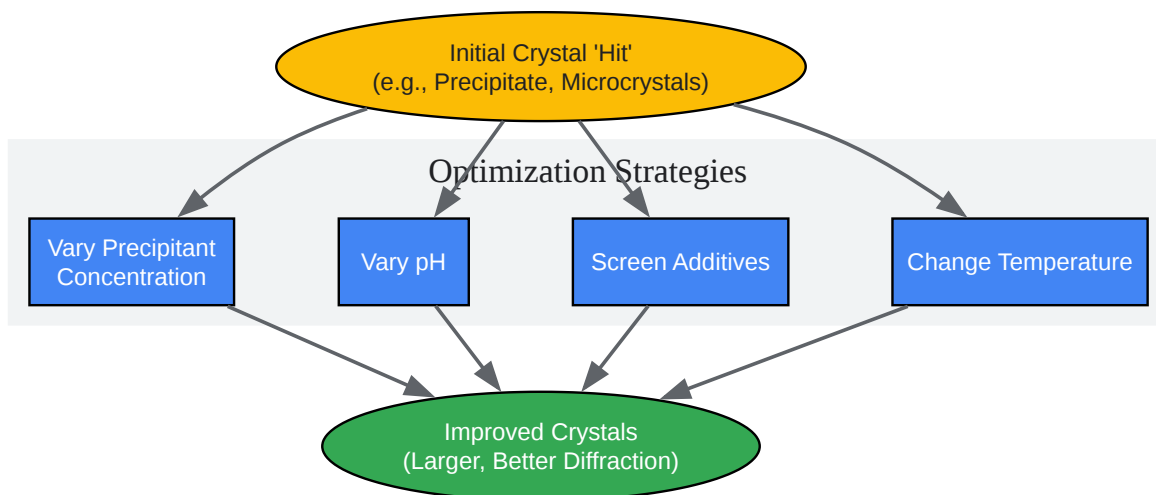 Initial Crystal 'Hit'
(e.g., Precipitate, Microcrystals)
Optimization Strategies
Vary Precipitant
Concentration
Vary pH
Screen Additives
Change Temperature
Improved Crystals
(Larger, Better Diffraction)